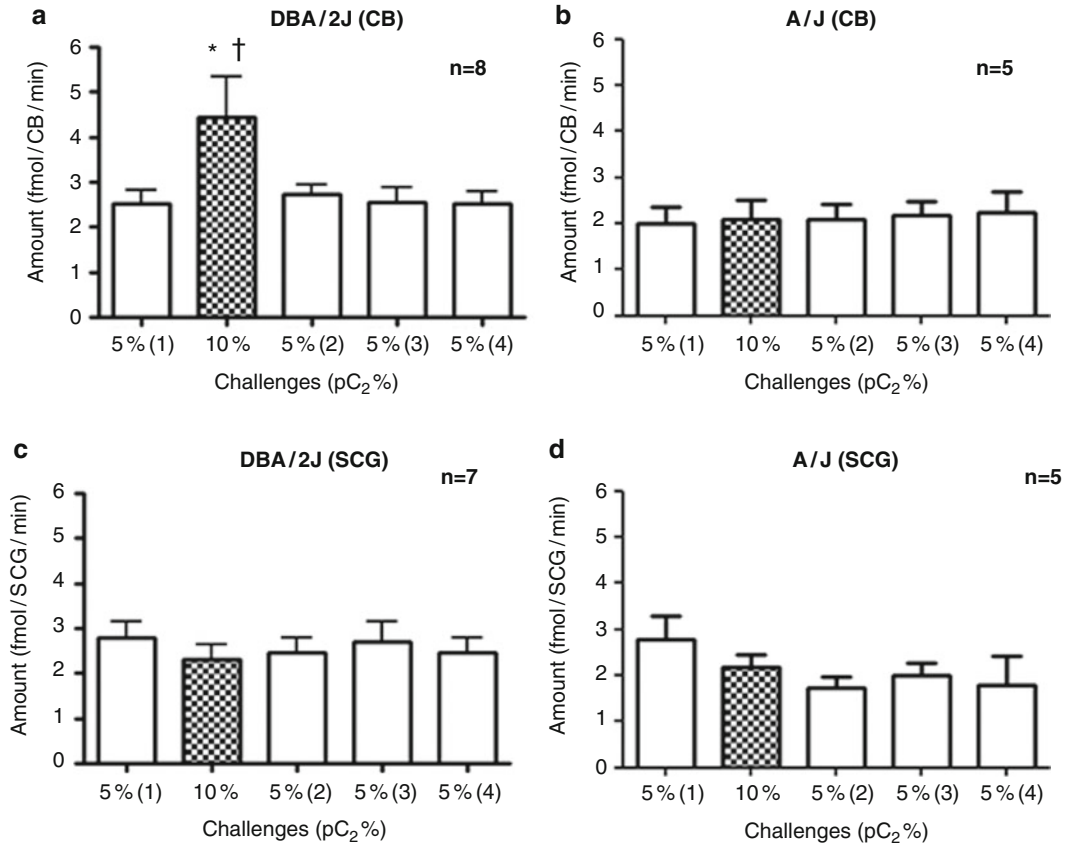 a
DBA/2J (CB)
* †
n=8
Amount (fmol/CB/min)
6
5
4
3
2
1
0
5% (1) 10% 5% (2) 5% (3) 5% (4)
Challenges (pC₂%)
b
A/J (CB)
n=5
Amount (fmol/CB/min)
6
5
4
3
2
1
0
5% (1) 10% 5% (2) 5% (3) 5% (4)
Challenges (pC₂%)
c
DBA/2J (SCG)
n=7
Amount (fmol/SCG/min)
6
5
4
3
2
1
0
5% (1) 10% 5% (2) 5% (3) 5% (4)
Challenges (pC₂%)
d
A/J (SCG)
n=5
Amount (fmol/SCG/min)
6
5
4
3
2
1
0
5% (1) 10% 5% (2) 5% (3) 5% (4)
Challenges (pC₂%)